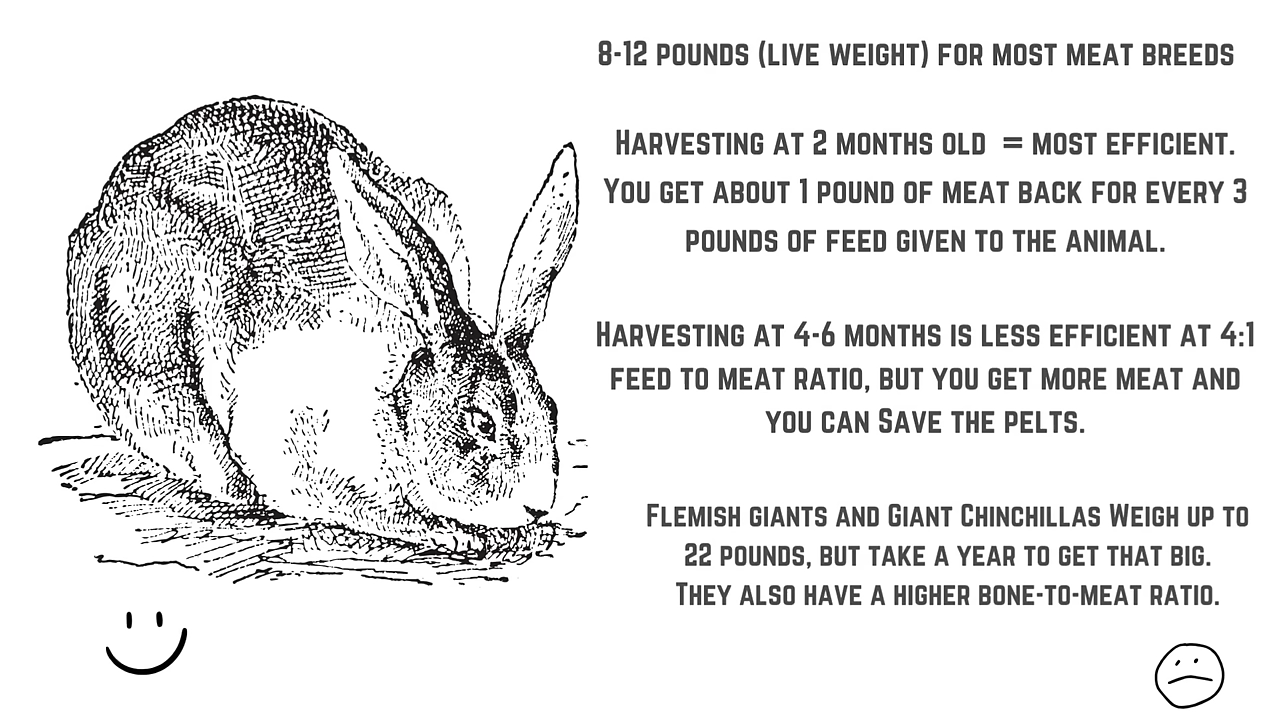 8-12 POUNDS (LIVE WEIGHT) FOR MOST MEAT BREEDS
HARVESTING AT 2 MONTHS OLD = MOST EFFICIENT.
YOU GET ABOUT 1 POUND OF MEAT BACK FOR EVERY 3
POUNDS OF FEED GIVEN TO THE ANIMAL.
HARVESTING AT 4-6 MONTHS IS LESS EFFICIENT AT 4:1
FEED TO MEAT RATIO, BUT YOU GET MORE MEAT AND
YOU CAN SAVE THE PELTS.
FLEMISH GIANTS AND GIANT CHINCHILLAS WEIGH UP TO
22 POUNDS, BUT TAKE A YEAR TO GET THAT BIG.
THEY ALSO HAVE A HIGHER BONE-TO-MEAT RATIO.